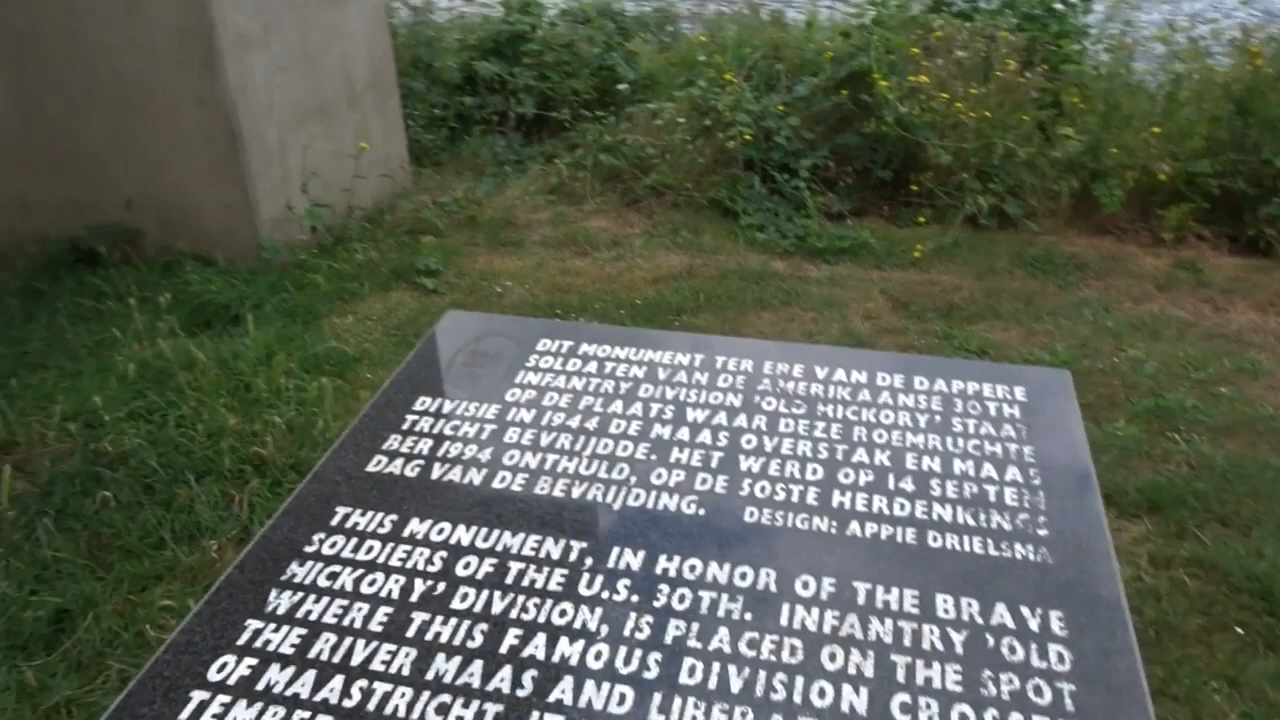 DIT MONUMENT TER ERE VAN DE DAPPERE
SOLDATEN VAN DE AMERIKAANSE 30TH
INFANTRY DIVISION 'OLD HICKORY' STAAT
OP DE PLAATS WAAR DEZE ROEMRUCHTE
DIVISIE IN 1944 DE MAAS OVERSTAK EN MAAS
TRICHT BEVRIJDDE. HET WERD OP 14 SEPTEM
BER 1994 ONTHULD, OP DE 50STE HERDENKINGS
DAG VAN DE BEVRIJDING. DESIGN: APPIE DRIELSMA
THIS MONUMENT, IN HONOR OF THE BRAVE
SOLDIERS OF THE U.S. 30TH. INFANTRY 'OLD
HICKORY' DIVISION, IS PLACED ON THE SPOT
WHERE THIS FAMOUS DIVISION CROSSED
THE RIVER MAAS AND
OF MAASTRICHT.